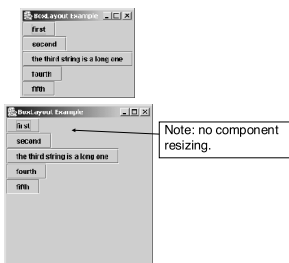 BoxLayout Example
first
second
the third string is a long one
fourth
fifth
BoxLayout Example
first
second
the third string is a long one
fourth
fifth
Note: no component
resizing.